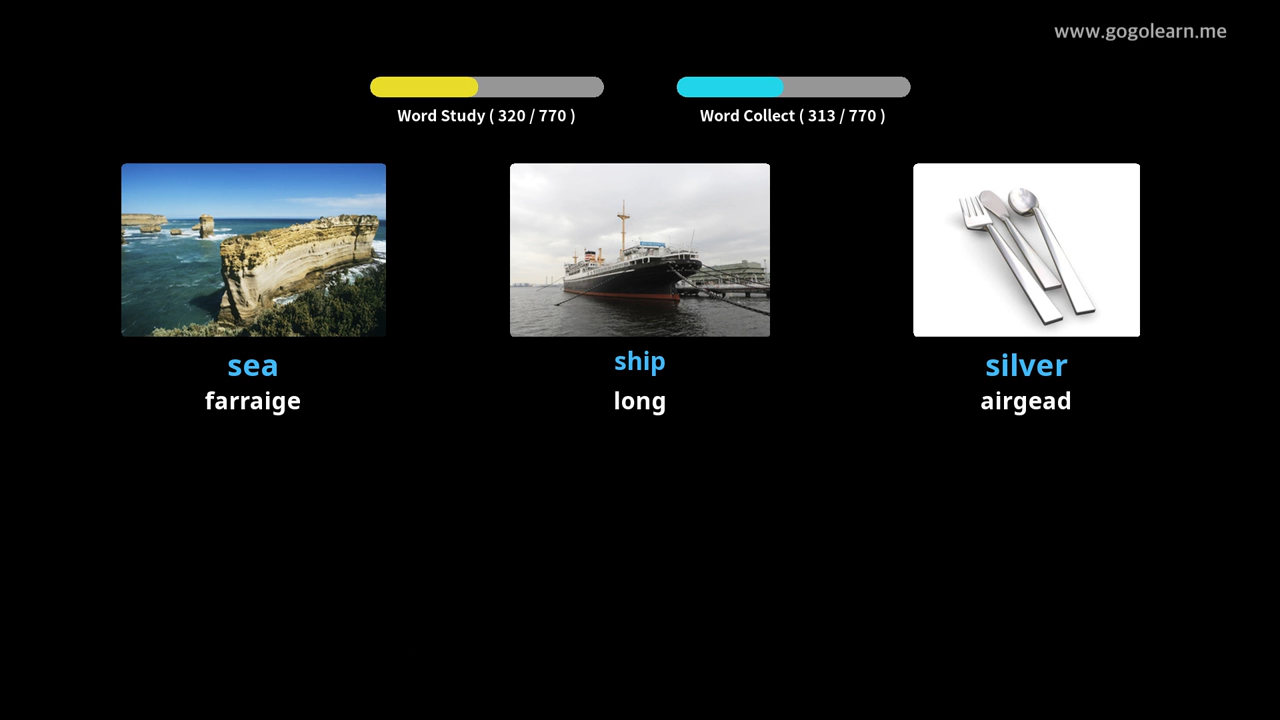 www.gogolearn.me
Word Study ( 320 / 770 )
Word Collect ( 313 / 770 )
sea
farraige
ship
long
silver
airgead